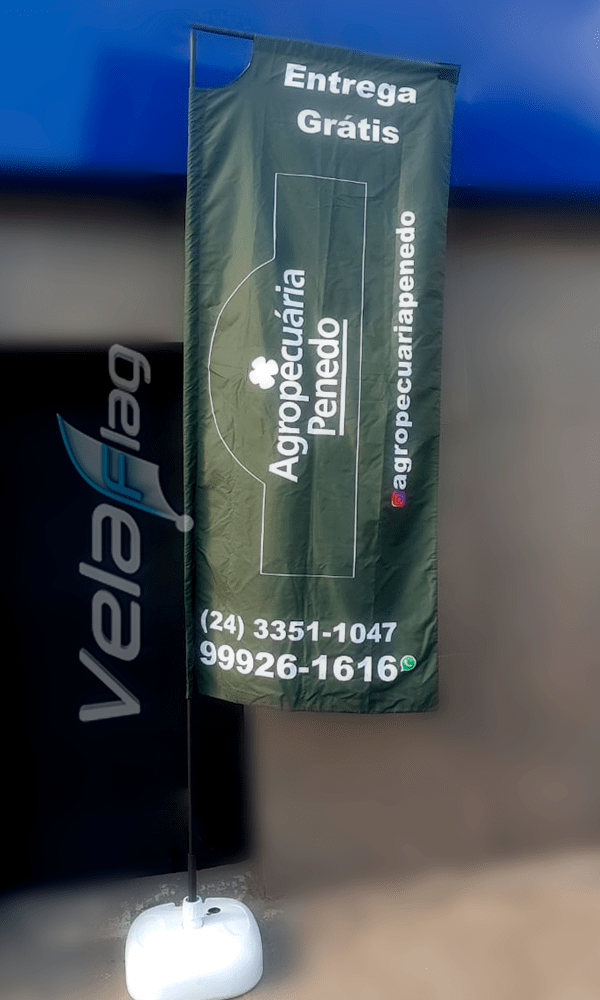 Entrega
Grátis
Agropecuária
Penedo
@agropecuariapenedo
(24) 3351-1047
99926-1616
VelaFlag